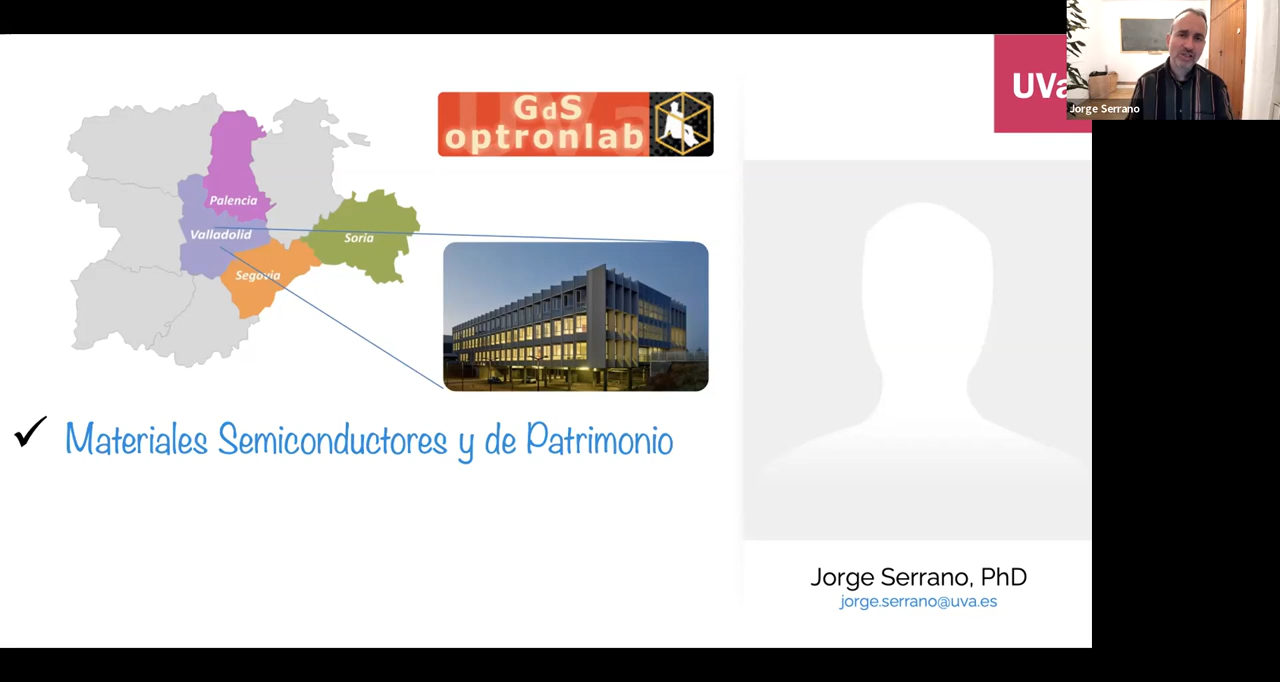 GdS
optronlab
UVa
Jorge Serrano
Palencia
Valladolid
Soria
Segovia
✓ Materiales Semiconductores y de Patrimonio
Jorge Serrano, PhD
jorge.serrano@uva.es